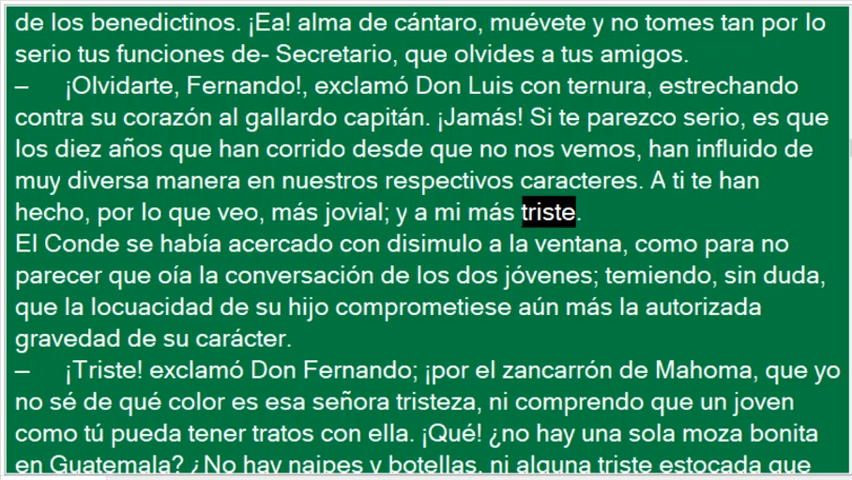 de los benedictinos. ¡Ea! alma de cántaro, muévete y no tomes tan por lo
serio tus funciones de- Secretario, que olvides a tus amigos.
– ¡Olvidarte, Fernando!, exclamó Don Luis con ternura, estrechando
contra su corazón al gallardo capitán. ¡Jamás! Si te parezco serio, es que
los diez años que han corrido desde que no nos vemos, han influido de
muy diversa manera en nuestros respectivos caracteres. A ti te han
hecho, por lo que veo, más jovial; y a mi más triste.
El Conde se había acercado con disimulo a la ventana, como para no
parecer que oía la conversación de los dos jóvenes; temiendo, sin duda,
que la locuacidad de su hijo comprometiese aún más la autorizada
gravedad de su carácter.
– ¡Triste! exclamó Don Fernando; ¡por el zancarrón de Mahoma, que yo
no sé de qué color es esa señora tristeza, ni comprendo que un joven
como tú pueda tener tratos con ella. ¡Qué! ¿no hay una sola moza bonita
en Guatemala? ¿No hay naipes y botellas, ni alguna triste estocada que